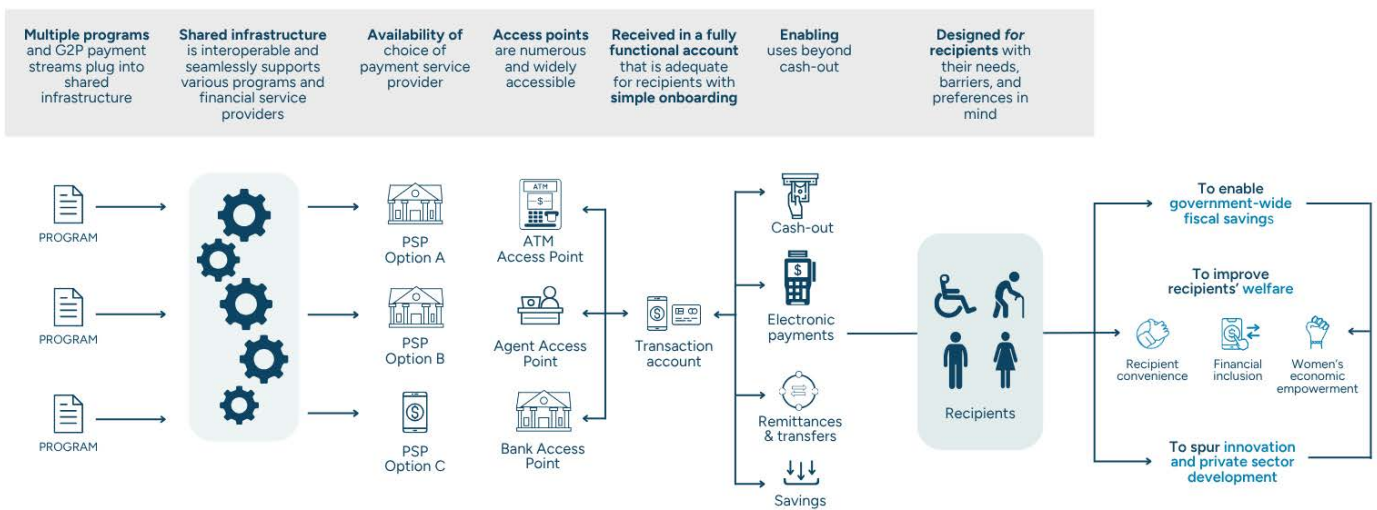 Multiple programs
and G2P payment
streams plug into
shared
infrastructure
Shared infrastructure
is interoperable and
seamlessly supports
various programs and
financial service
providers
Availability of
choice of
payment service
provider
Access points
are numerous
and widely
accessible
Received in a fully
functional account
that is adequate
for recipients with
simple onboarding
Enabling
uses beyond
cash-out
Designed for
recipients with
their needs,
barriers, and
preferences in
mind
PROGRAM
PROGRAM
PROGRAM
PSP
Option A
PSP
Option B
$
PSP
Option C
ATM
$
ATM
Access Point
Agent Access
Point
Bank Access
Point
$
Transaction
account
Cash-out
$
Electronic
payments
Remittances
& transfers
Savings
Recipients
To enable
government-wide
fiscal savings
To improve
recipients' welfare
Recipient
convenience
$
Financial
inclusion
Women's
economic
empowerment
To spur innovation
and private sector
development